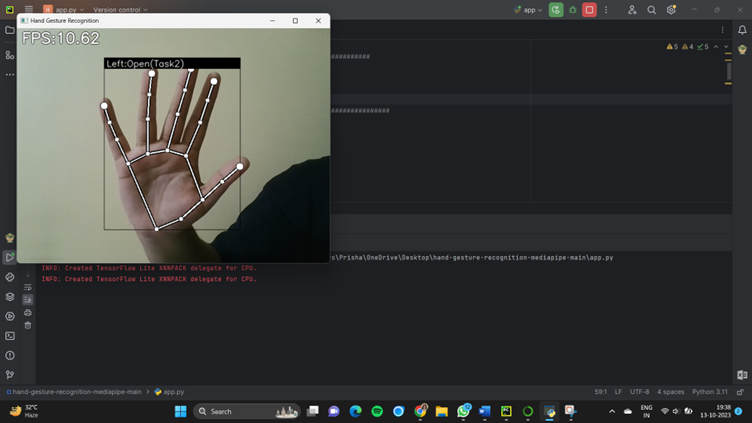 app.py
Version control
app
Hand Gesture Recognition
FPS:10.62
Left:Open(Task2)
###########
5 4 5
################
s\Prisha\OneDrive\Desktop\hand-gesture-recognition-mediapipe-main\app.py
INFO: Created TensorFlow Lite XNNPACK delegate for CPU.
INFO: Created TensorFlow Lite XNNPACK delegate for CPU.
hand-gesture-recognition-mediapipe-main > app.py
59:1 LF UTF-8 4 spaces Python 3.11
32°C
Haze
Search
ENG
IN
19:38
13-10-2023